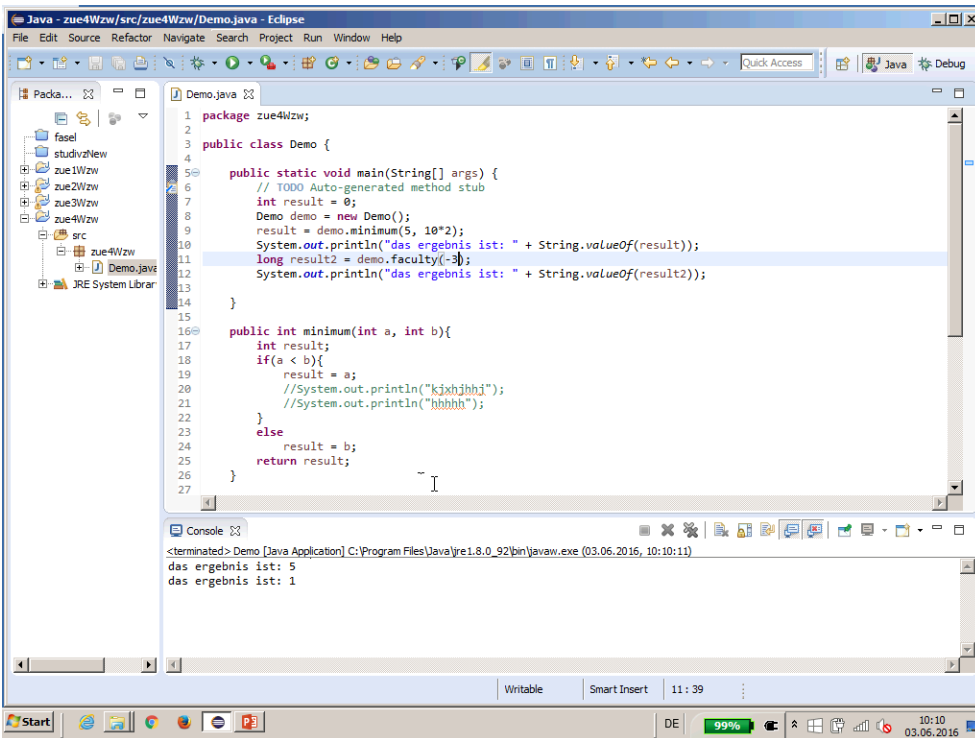 Java - zue4Wzw/src/zue4Wzw/Demo.java - Eclipse
File Edit Source Refactor Navigate Search Project Run Window Help
Quick Access Java Debug
Packa...
fasel
studivzNew
zue1Wzw
zue2Wzw
zue3Wzw
zue4Wzw
src
zue4Wzw
Demo.java
JRE System Librar
Demo.java
1 package zue4Wzw;
2
3 public class Demo {
4
5 public static void main(String[] args) {
6 // TODO Auto-generated method stub
7 int result = 0;
8 Demo demo = new Demo();
9 result = demo.minimum(5, 10*2);
10 System.out.println("das ergebnis ist: " + String.valueOf(result));
11 long result2 = demo.faculty(-3);
12 System.out.println("das ergebnis ist: " + String.valueOf(result2));
13
14 }
15
16 public int minimum(int a, int b){
17 int result;
18 if(a < b){
19 result = a;
20 //System.out.println("kjxhjhhj");
21 //System.out.println("hhhhh");
22 }
23 else
24 result = b;
25 return result;
26 }
27
Console
<terminated> Demo [Java Application] C:\Program Files\Java\jre1.8.0_92\bin\javaw.exe (03.06.2016, 10:10:11)
das ergebnis ist: 5
das ergebnis ist: 1
Writable Smart Insert 11 : 39
Start DE 99% 10:10
03.06.2016